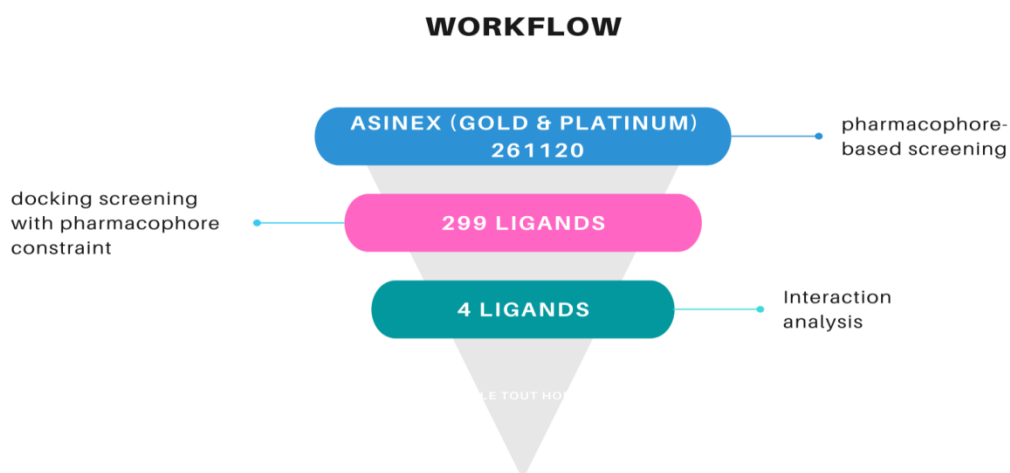 WORKFLOW
ASINEX (GOLD & PLATINUM)
261120
pharmacophore-
based screening
docking screening
with pharmacophore
constraint
299 LIGANDS
4 LIGANDS
Interaction
analysis
TOUT